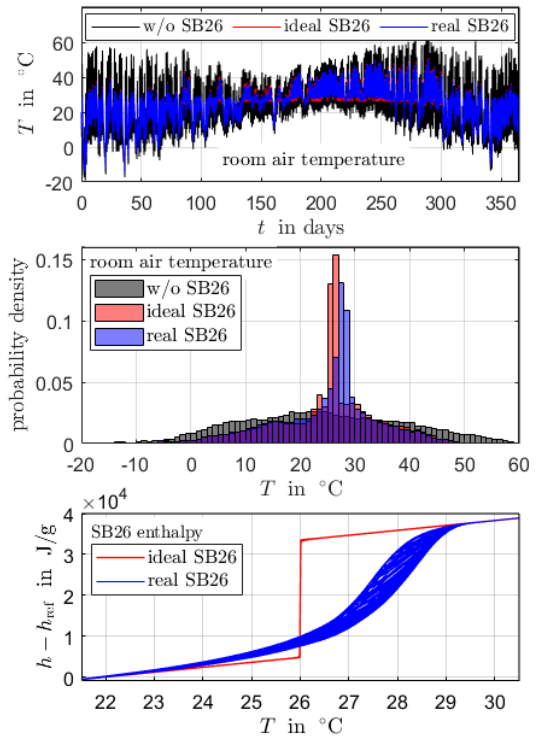 w/o SB26 ideal SB26 real SB26
60
40
20
0
-20
T in °C
room air temperature
0 50 100 150 200 250 300 350
t in days
room air temperature
w/o SB26
ideal SB26
real SB26
0.15
0.1
0.05
0
probability density
-20 -10 0 10 20 30 40 50 60
T in °C
×10⁴
SB26 enthalpy
ideal SB26
real SB26
4
3
2
1
0
h − h_ref in J/g
22 23 24 25 26 27 28 29 30
T in °C